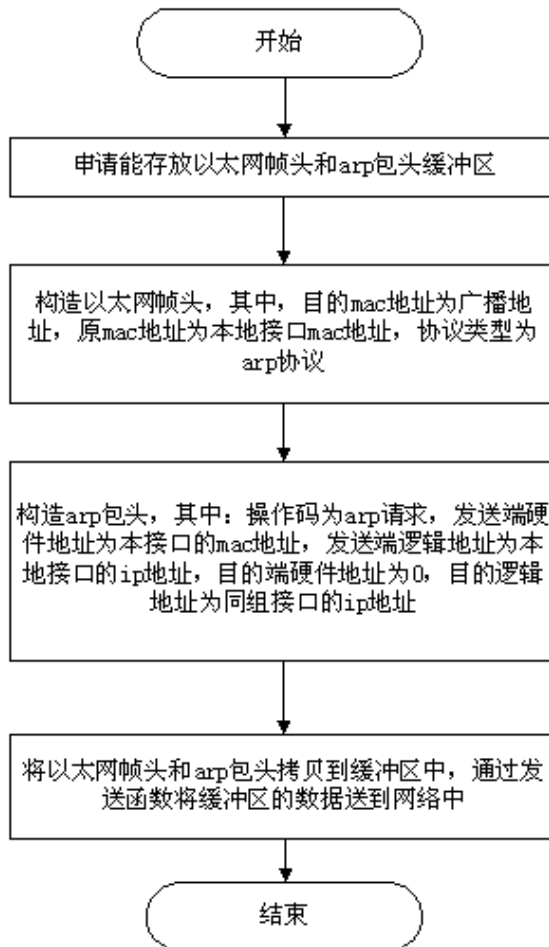 开始
申请能存放以太网帧头和arp包头缓冲区
构造以太网帧头，其中，目的mac地址为广播地
址，原mac地址为本地接口mac地址，协议类型为
arp协议
构造arp包头，其中：操作码为arp请求，发送端硬
件地址为本接口的mac地址，发送端逻辑地址为本
地接口的ip地址，目的端硬件地址为0，目的逻辑
地址为同组接口的ip地址
将以太网帧头和arp包头拷贝到缓冲区中，通过发
送函数将缓冲区的数据送到网络中
结束